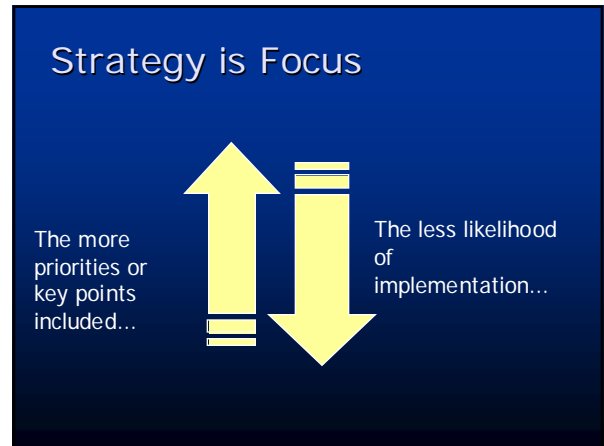 Strategy is Focus
The more
priorities or
key points
included...
The less likelihood
of
implementation...